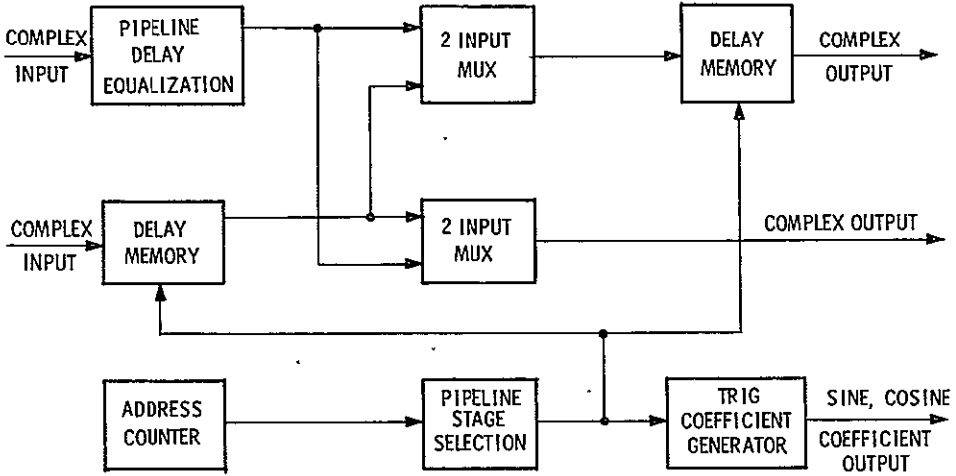 COMPLEX
INPUT
PIPELINE
DELAY
EQUALIZATION
2 INPUT
MUX
DELAY
MEMORY
COMPLEX
OUTPUT
COMPLEX
INPUT
DELAY
MEMORY
2 INPUT
MUX
COMPLEX OUTPUT
ADDRESS
COUNTER
PIPELINE
STAGE
SELECTION
TRIG
COEFFICIENT
GENERATOR
SINE, COSINE
COEFFICIENT
OUTPUT